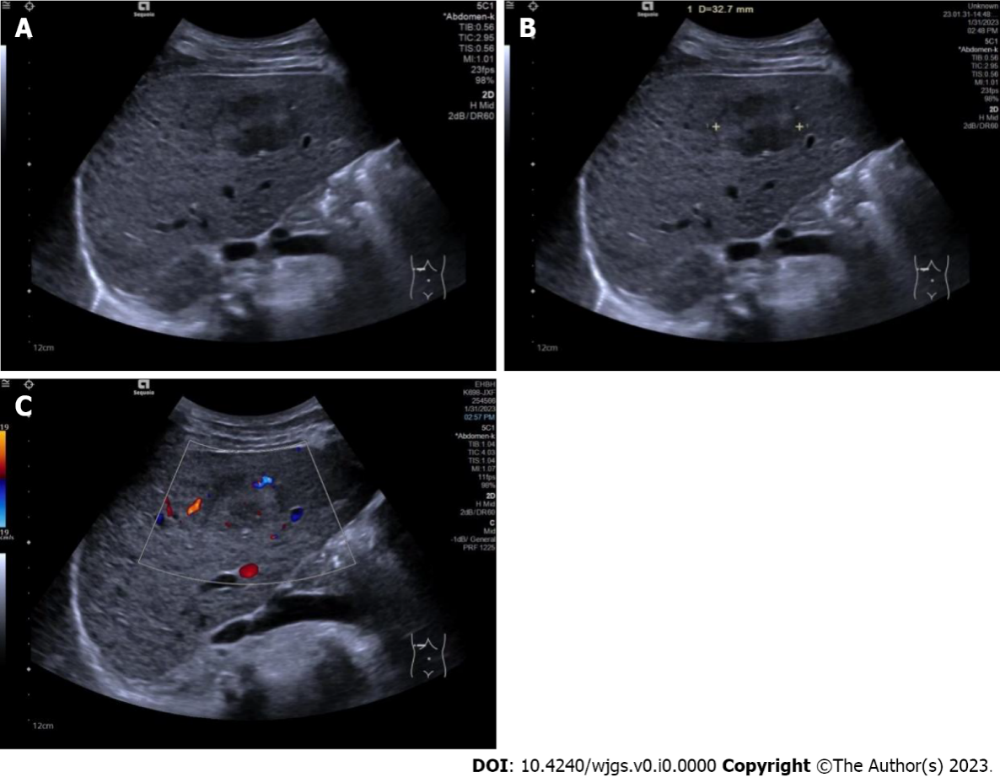 A
Sequoia
5C1
*Abdomen-k
TIB:0.56
TIC:2.95
TIS:0.56
MI:1.01
23fps
98%
2D
H Mid
2dB/DR60
12cm
B
Sequoia
1 D=32.7 mm
Unknown
23.01.31-14:48...
1/31/2023
02:48 PM
5C1
*Abdomen-k
TIB:0.56
TIC:2.95
TIS:0.56
MI:1.01
23fps
98%
2D
H Mid
2dB/DR60
1
1
12cm
C
Sequoia
19
19
cm/s
EHBH
K698-JXF
254566
1/31/2023
02:57 PM
5C1
*Abdomen-k
TIB:1.04
TIC:4.03
TIS:1.04
MI:1.07
11fps
98%
2D
H Mid
2dB/DR60
C
Mid
-1dB/ General
PRF 1225
12cm
DOI: 10.4240/wjgs.v0.i0.0000 Copyright ©The Author(s) 2023.